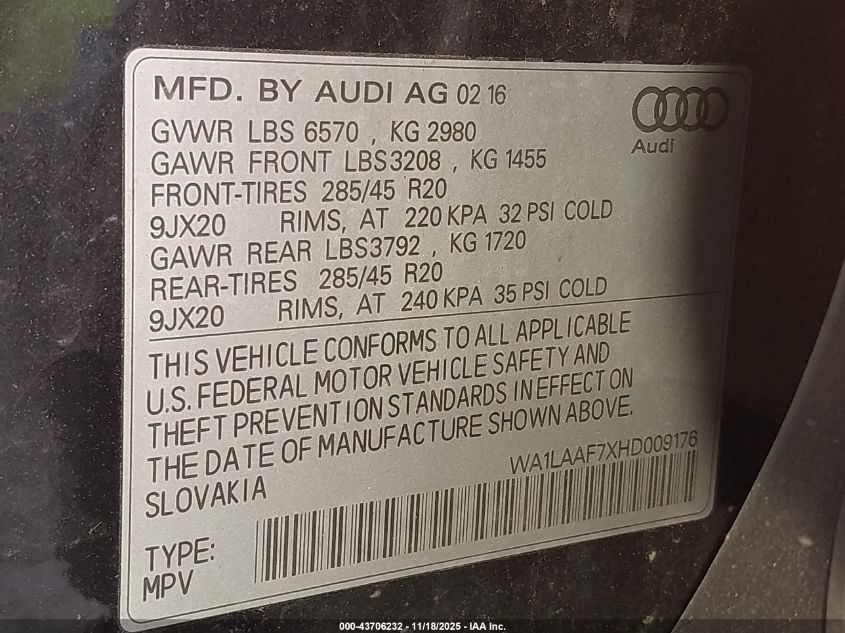 MFD. BY AUDI AG 02 16
Audi
GVWR LBS 6570 , KG 2980
GAWR FRONT LBS3208 , KG 1455
FRONT-TIRES 285/45 R20
9JX20 RIMS, AT 220 KPA 32 PSI COLD
GAWR REAR LBS3792 , KG 1720
REAR-TIRES 285/45 R20
9JX20 RIMS, AT 240 KPA 35 PSI COLD
THIS VEHICLE CONFORMS TO ALL APPLICABLE
U.S. FEDERAL MOTOR VEHICLE SAFETY AND
THEFT PREVENTION STANDARDS IN EFFECT ON
THE DATE OF MANUFACTURE SHOWN ABOVE.
SLOVAKIA
WA1LAAF7XHD009176
TYPE:
MPV
000-43706232 - 11/18/2025 - IAA Inc.